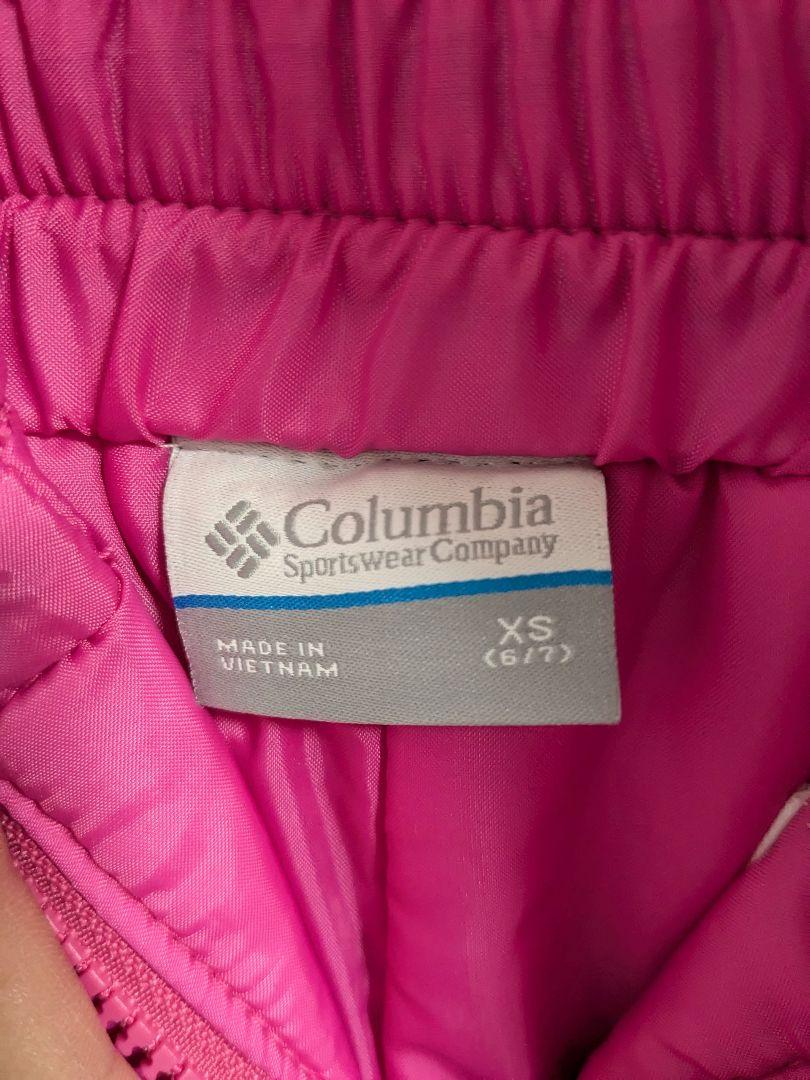 Columbia
Sportswear Company
MADE IN
VIETNAM
XS
(6/7)